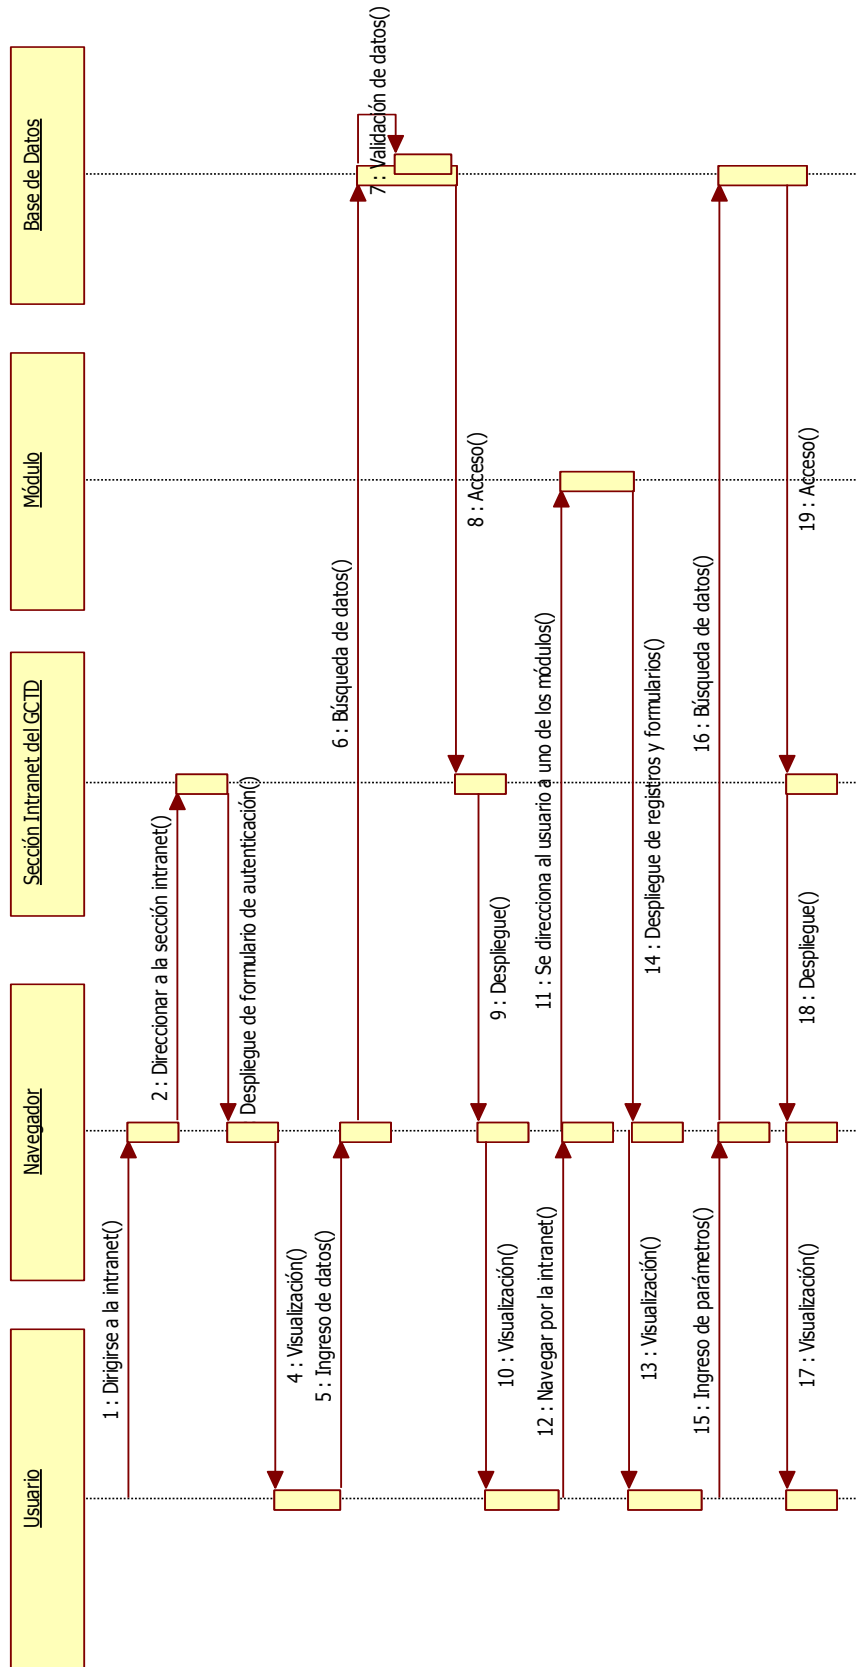 Usuario
Navegador
Sección Intranet del GCTD
Módulo
Base de Datos
1 : Dirigirse a la intranet()
2 : Direccionar a la sección intranet()
Despliegue de formulario de autenticación()
4 : Visualización()
5 : Ingreso de datos()
6 : Búsqueda de datos()
7 : Validación de datos()
8 : Acceso()
9 : Despliegue()
10 : Visualización()
11 : Se direcciona al usuario a uno de los módulos()
12 : Navegar por la intranet()
13 : Visualización()
14 : Despliegue de registros y formularios()
15 : Ingreso de parámetros()
16 : Búsqueda de datos()
17 : Visualización()
18 : Despliegue()
19 : Acceso()